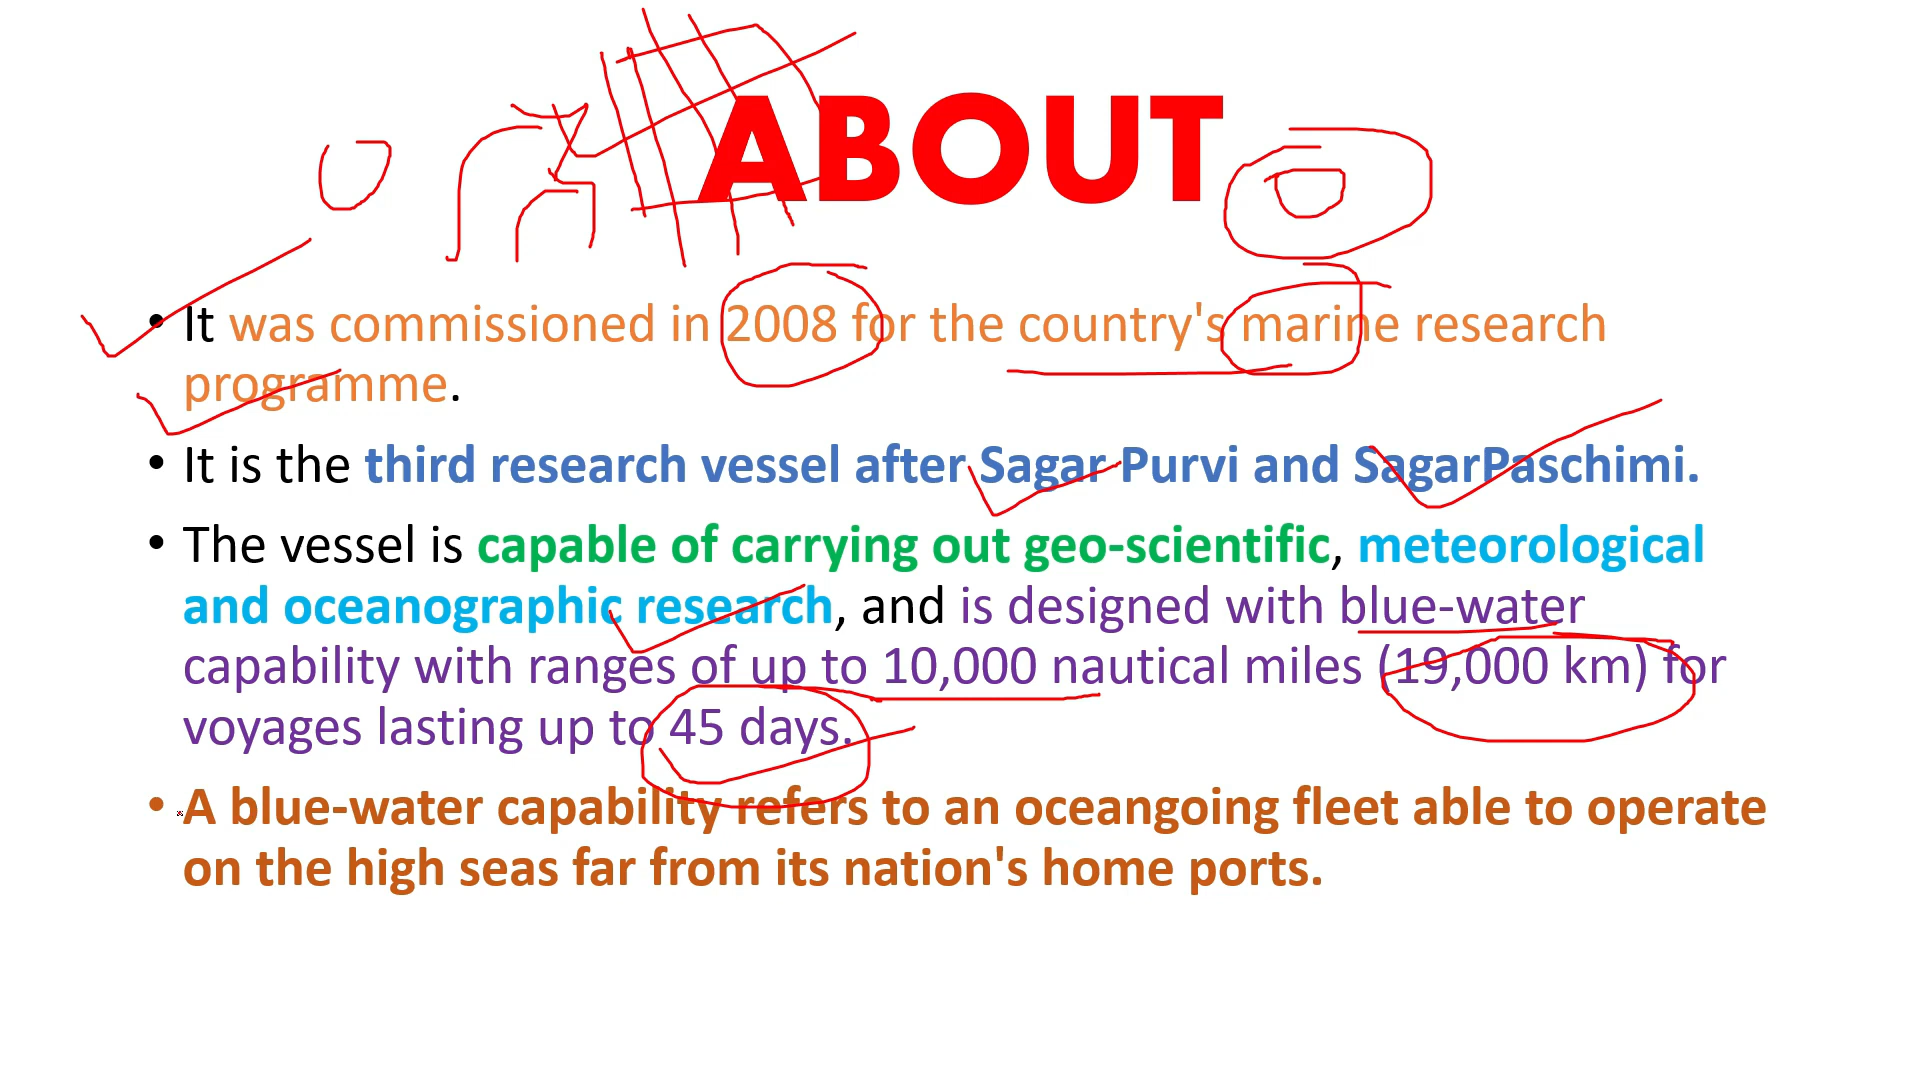 ABOUT
• It was commissioned in 2008 for the country's marine research
programme.
• It is the third research vessel after Sagar Purvi and SagarPaschimi.
• The vessel is capable of carrying out geo-scientific, meteorological
and oceanographic research, and is designed with blue-water
capability with ranges of up to 10,000 nautical miles (19,000 km) for
voyages lasting up to 45 days.
• A blue-water capability refers to an oceangoing fleet able to operate
on the high seas far from its nation's home ports.